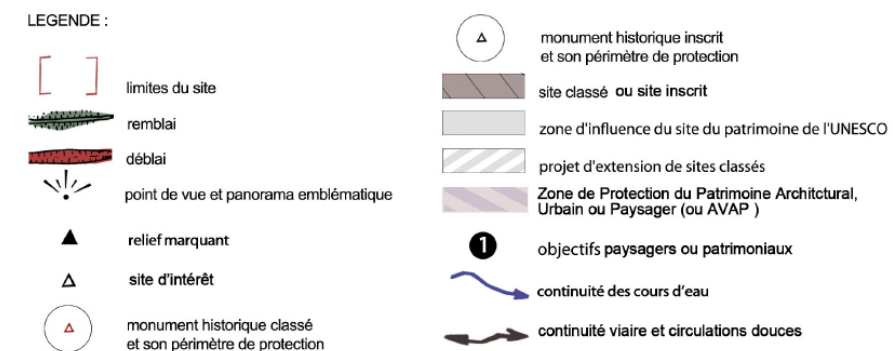 LEGENDE :
limites du site
remblai
déblai
point de vue et panorama emblématique
relief marquant
site d'intérêt
monument historique classé
et son périmètre de protection
monument historique inscrit
et son périmètre de protection
site classé ou site inscrit
zone d'influence du site du patrimoine de l'UNESCO
projet d'extension de sites classés
Zone de Protection du Patrimoine Architctural,
Urbain ou Paysager (ou AVAP )
1 objectifs paysagers ou patrimoniaux
continuité des cours d'eau
continuité viaire et circulations douces